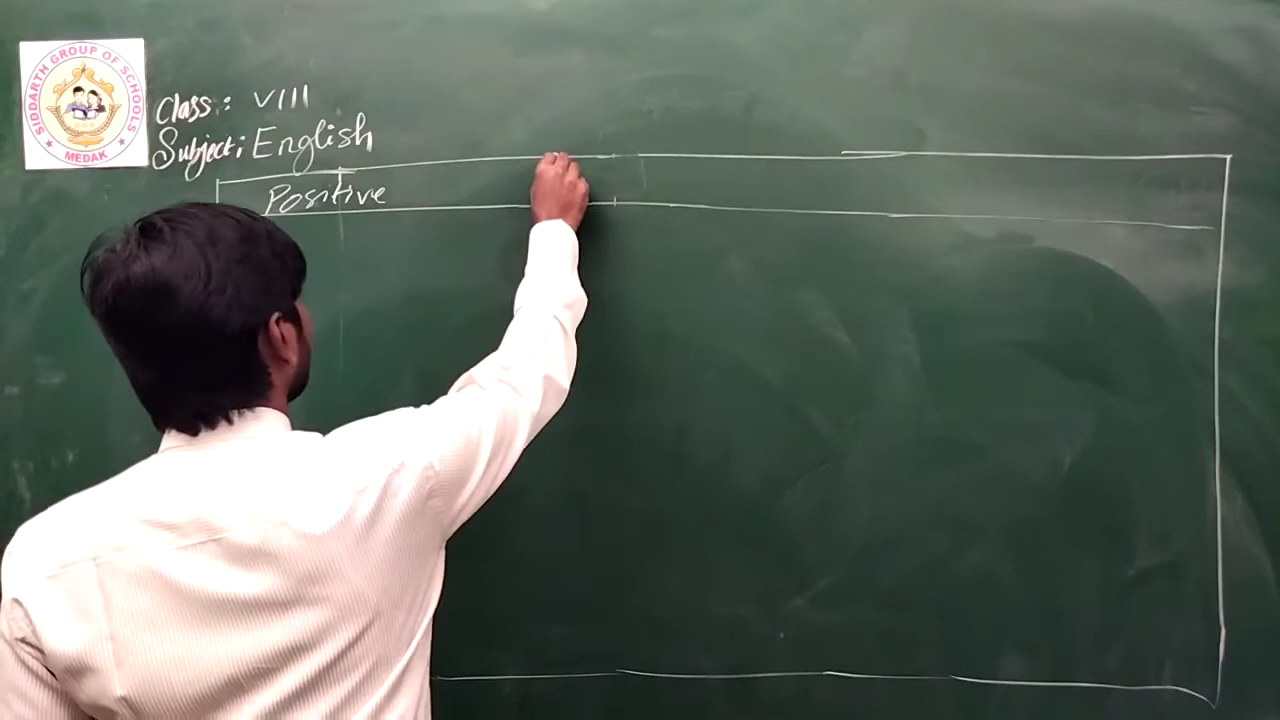 SIDDARTH GROUP OF SCHOOLS
MEDAK
Class: VIII
Subject: English
Positive